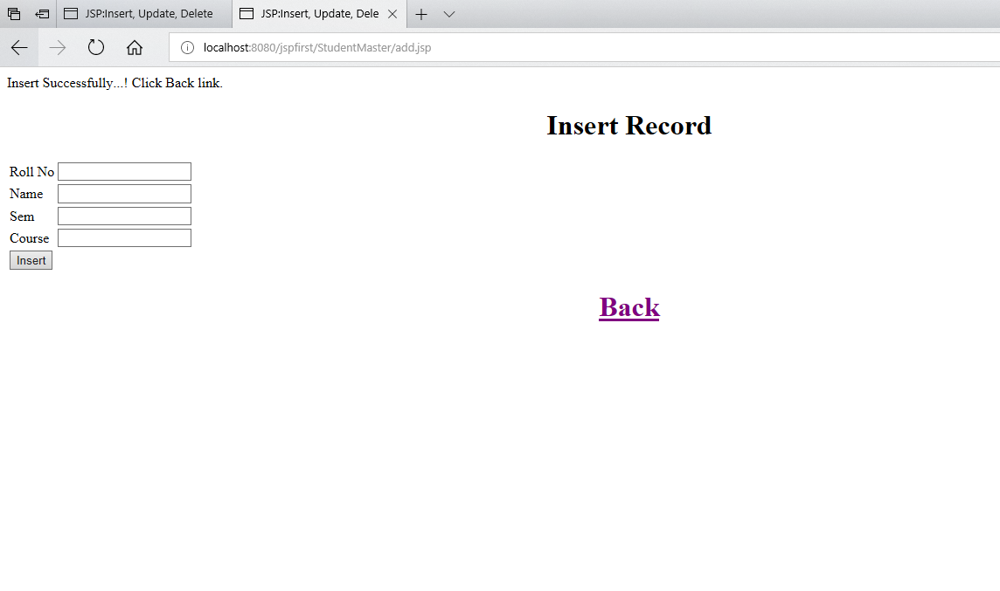 JSP:Insert, Update, Delete
JSP:Insert, Update, Dele
localhost:8080/jspfirst/StudentMaster/add.jsp
Insert Successfully...! Click Back link.
Insert Record
Roll No
Name
Sem
Course
Insert
Back